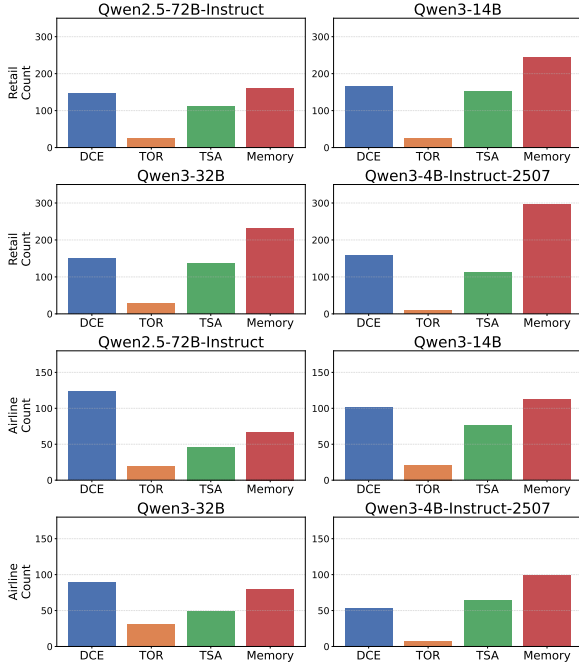 Qwen2.5-72B-Instruct
Qwen3-14B
Retail
Count
300
200
100
0
DCE TOR TSA Memory
300
200
100
0
DCE TOR TSA Memory
Qwen3-32B
Qwen3-4B-Instruct-2507
Retail
Count
300
200
100
0
DCE TOR TSA Memory
300
200
100
0
DCE TOR TSA Memory
Qwen2.5-72B-Instruct
Qwen3-14B
Airline
Count
150
100
50
0
DCE TOR TSA Memory
150
100
50
0
DCE TOR TSA Memory
Qwen3-32B
Qwen3-4B-Instruct-2507
Airline
Count
150
100
50
0
DCE TOR TSA Memory
150
100
50
0
DCE TOR TSA Memory